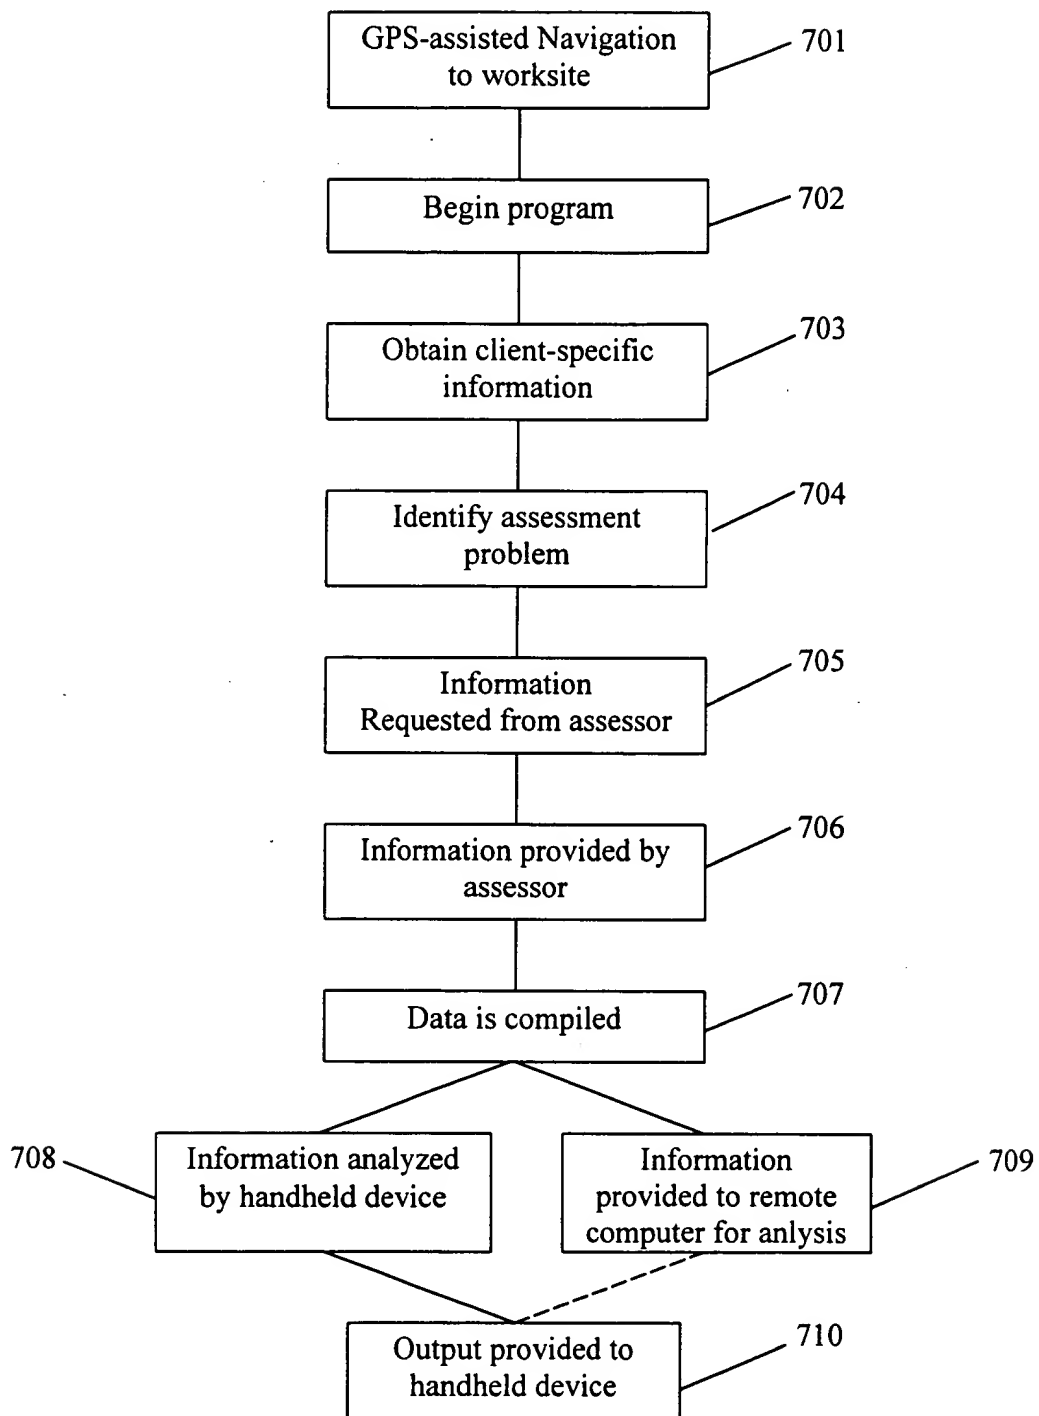 GPS-assisted Navigation
to worksite
701
Begin program
702
Obtain client-specific
information
703
Identify assessment
problem
704
Information
Requested from assessor
705
Information provided by
assessor
706
Data is compiled
707
708
Information analyzed
by handheld device
Information
provided to remote
computer for anlysis
709
Output provided to
handheld device
710